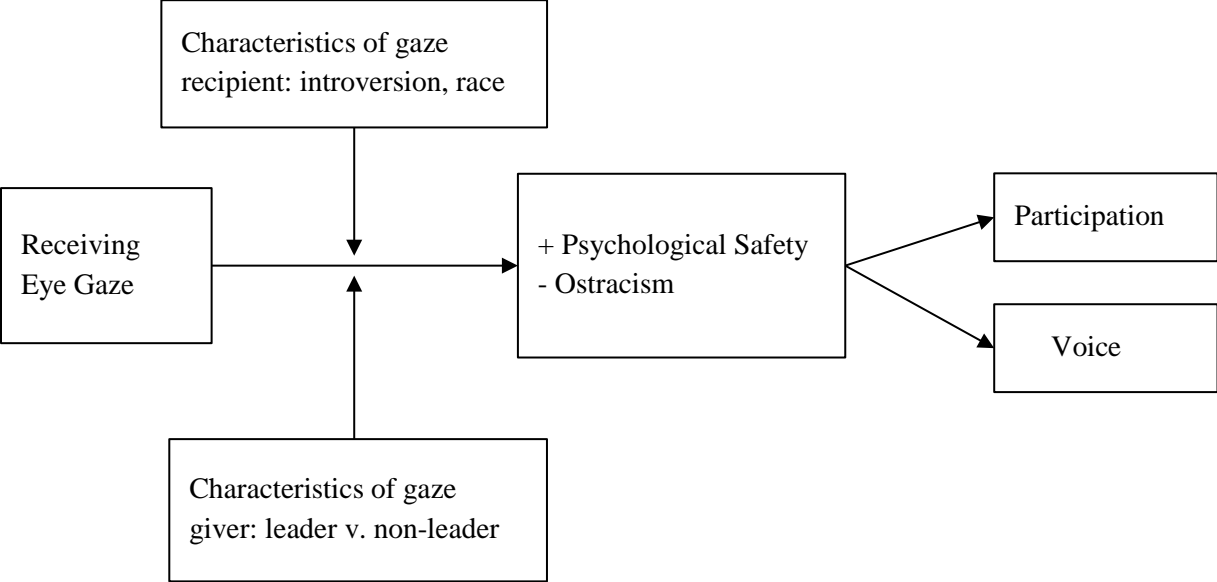 Characteristics of gaze
recipient: introversion, race
Receiving
Eye Gaze
+ Psychological Safety
- Ostracism
Participation
Voice
Characteristics of gaze
giver: leader v. non-leader